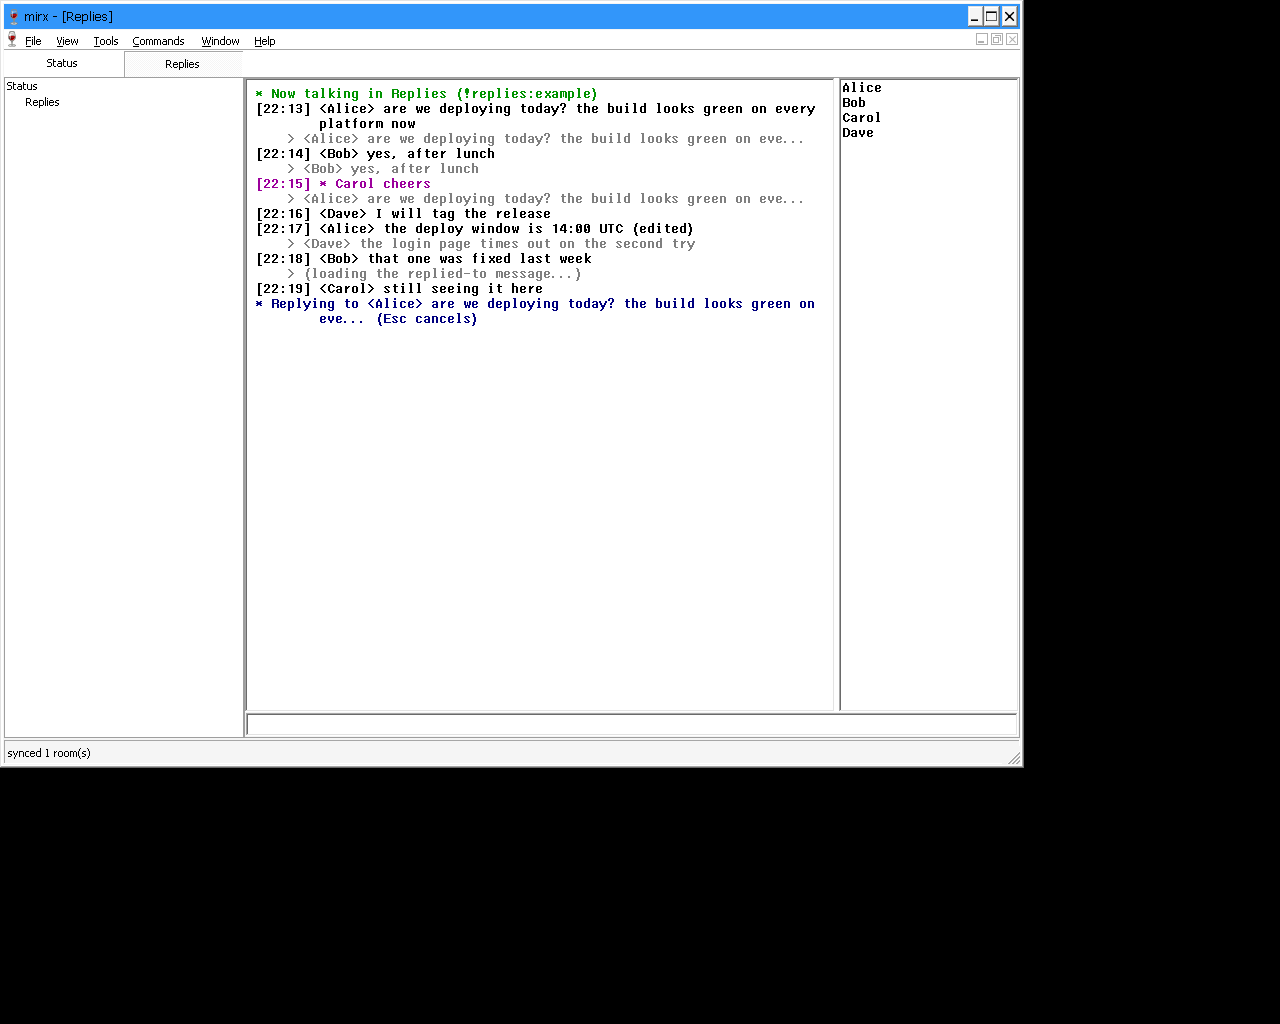 mirx - [Replies]
File View Tools Commands Window Help
Status Replies
Status
Replies
* Now talking in Replies (!replies:example)
[22:13] <Alice> are we deploying today? the build looks green on every
platform now
> <Alice> are we deploying today? the build looks green on eve...
[22:14] <Bob> yes, after lunch
> <Bob> yes, after lunch
[22:15] * Carol cheers
> <Alice> are we deploying today? the build looks green on eve...
[22:16] <Dave> I will tag the release
[22:17] <Alice> the deploy window is 14:00 UTC (edited)
> <Dave> the login page times out on the second try
[22:18] <Bob> that one was fixed last week
> (loading the replied-to message...)
[22:19] <Carol> still seeing it here
* Replying to <Alice> are we deploying today? the build looks green on
eve... (Esc cancels)
Alice
Bob
Carol
Dave
synced 1 room(s)